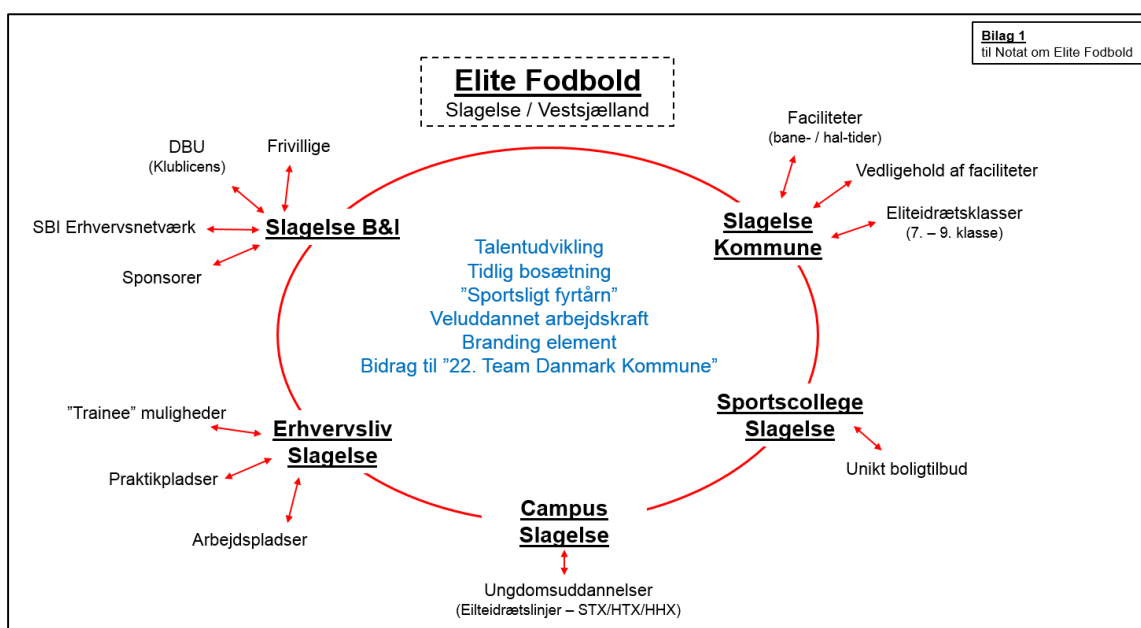 Bilag 1
til Notat om Elite Fodbold
Elite Fodbold
Slagelse / Vestsjælland
DBU
(Klublicens)
Frivillige
SBI Erhvervsnetværk
Sponsorer
Slagelse B&I
Faciliteter
(bane- / hal-tider)
Vedligehold af faciliteter
Eliteidrætsklasser
(7. – 9. klasse)
Slagelse
Kommune
Talentudvikling
Tidlig bosætning
”Sportsligt fyrtårn”
Veluddannet arbejdskraft
Branding element
Bidrag til ”22. Team Danmark Kommune”
”Trainee” muligheder
Praktikpladser
Arbejdspladser
Erhvervsliv
Slagelse
Sportscollege
Slagelse
Unikt boligtilbud
Campus
Slagelse
Ungdomsuddannelser
(Eilteidrætslinjer – STX/HTX/HHX)